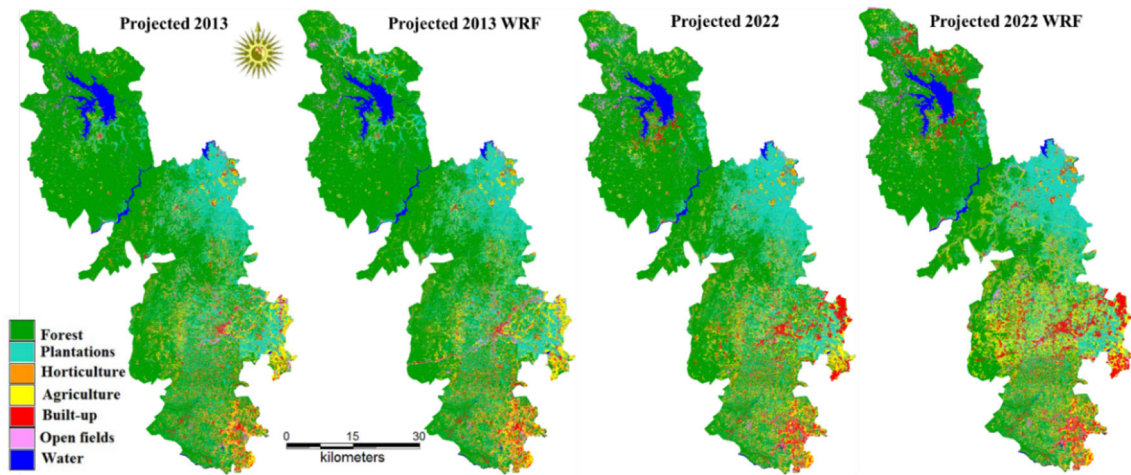 Projected 2013
Projected 2013 WRF
Projected 2022
Projected 2022 WRF
Forest
Plantations
Horticulture
Agriculture
Built-up
Open fields
Water
0 15 30
kilometers